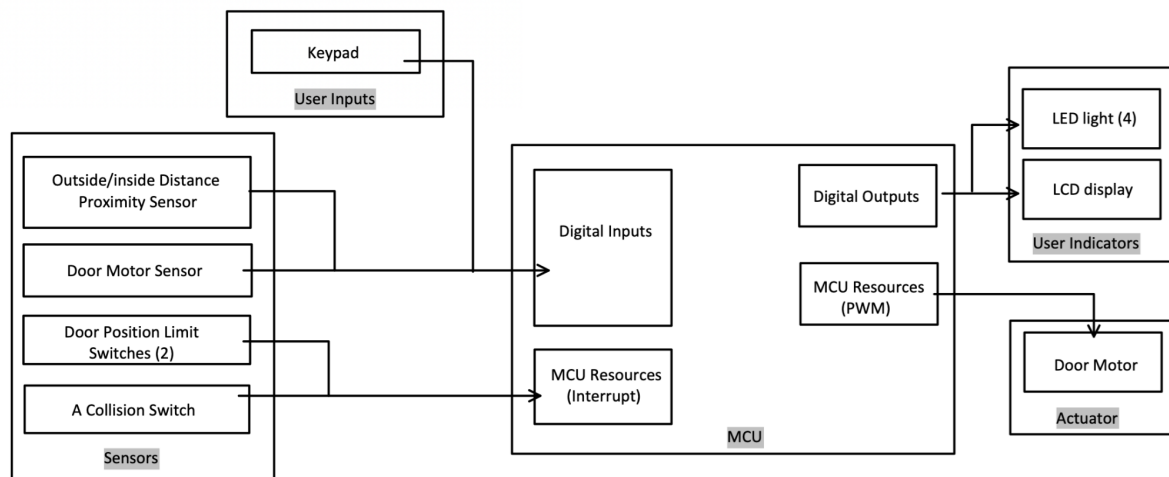 Keypad
User Inputs
Outside/inside Distance
Proximity Sensor
Door Motor Sensor
Door Position Limit
Switches (2)
A Collision Switch
Sensors
Digital Inputs
MCU Resources
(Interrupt)
Digital Outputs
MCU Resources
(PWM)
MCU
LED light (4)
LCD display
User Indicators
Door Motor
Actuator